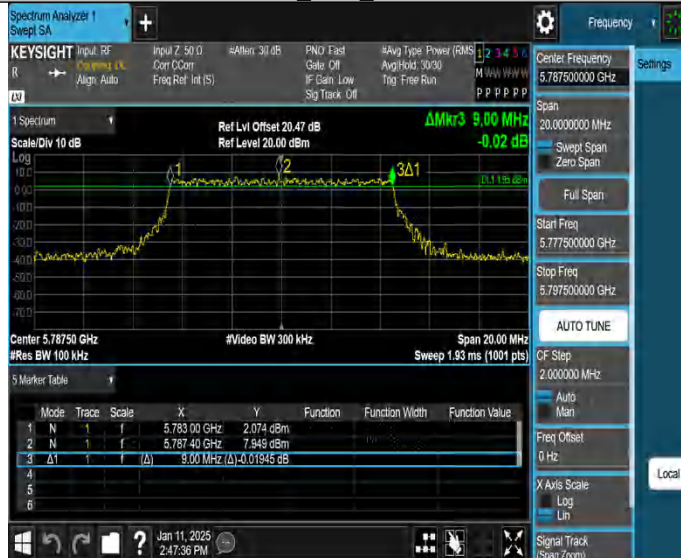 Spectrum Analyzer 1
Swept SA
+
Frequency
KEYSIGHT
R
Input: RF
Coupling: DC
Align: Auto
Input Z: 50 Ω
Corr CCorr
Freq Ref: Int (S)
#Atten: 30 dB
PNO: Fast
Gate: Off
IF Gain: Low
Sig Track: Off
#Avg Type: Power (RMS)
Avg|Hold: 30/30
Trig: Free Run
1 2 3 4 5 6
M W W W W W
P P P P P P
LXI
Center Frequency
5.787500000 GHz
Settings
Span
20.0000000 MHz
Swept Span
Zero Span
Full Span
Start Freq
5.777500000 GHz
Stop Freq
5.797500000 GHz
AUTO TUNE
CF Step
2.000000 MHz
Auto
Man
Freq Offset
0 Hz
X Axis Scale
Log
Lin
Signal Track
(Span Zoom)
Local
1 Spectrum
Scale/Div 10 dB
Ref Lvl Offset 20.47 dB
Ref Level 20.00 dBm
ΔMkr3 9.00 MHz
-0.02 dB
Log
10.0
0.00
-10.0
-20.0
-30.0
-40.0
-50.0
-60.0
-70.0
1
2
3Δ1
DL1 1.95 dBm
Center 5.78750 GHz
#Video BW 300 kHz
Span 20.00 MHz
#Res BW 100 kHz
Sweep 1.93 ms (1001 pts)
5 Marker Table
Mode Trace Scale X Y Function Function Width Function Value
1 N 1 f 5.783 00 GHz 2.074 dBm
2 N 1 f 5.787 40 GHz 7.949 dBm
3 Δ1 1 f (Δ) 9.00 MHz (Δ) -0.01945 dB
4
5
6
?
Jan 11, 2025
2:47:36 PM